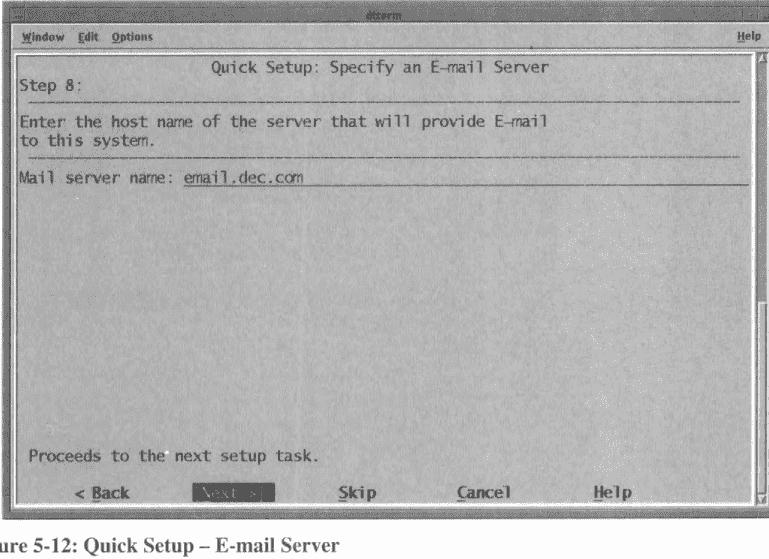 dtterm
Window Edit Options Help
Quick Setup: Specify an E-mail Server
Step 8:
Enter the host name of the server that will provide E-mail
to this system.
Mail server name: email.dec.com
Proceeds to the next setup task.
< Back Next > Skip Cancel Help
ure 5-12: Quick Setup – E-mail Server